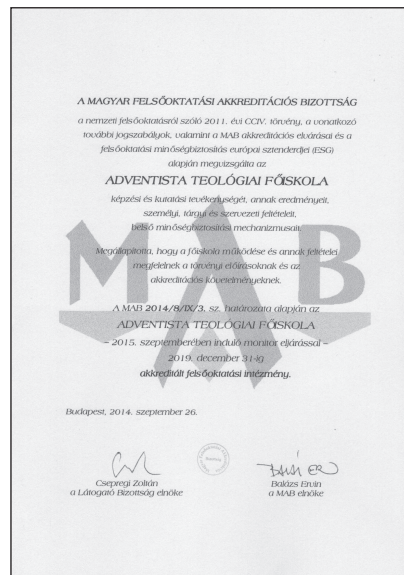 A MAGYAR FELSŐOKTATÁSI AKKREDITÁCIÓS BIZOTTSÁG
a nemzeti felsőoktatásról szóló 2011. évi CCIV. törvény, a vonatkozó
további jogszabályok, valamint a MAB akkreditációs elvárásai és a
felsőoktatási minőségbiztosítás európai sztenderdjei (ESG)
alapján megvizsgálta az
ADVENTISTA TEOLÓGIAI FŐISKOLA
képzési és kutatási tevékenységét, annak eredményeit,
személyi, tárgyi és szervezeti feltételeit,
belső minőségbiztosítási mechanizmusait.
Megállapította, hogy a főiskola működése és annak feltételei
megfelelnek a törvényi előírásoknak és az
akkreditációs követelményeknek.
MAB
A MAB 2014/8/IX/3. sz. határozata alapján az
ADVENTISTA TEOLÓGIAI FŐISKOLA
– 2015. szeptemberében induló monitor eljárással –
2019. december 31-ig
akkreditált felsőoktatási intézmény.
Budapest, 2014. szeptember 26.
Csepregi Zoltán
a Látogató Bizottság elnöke
Balázs Ervin
a MAB elnöke